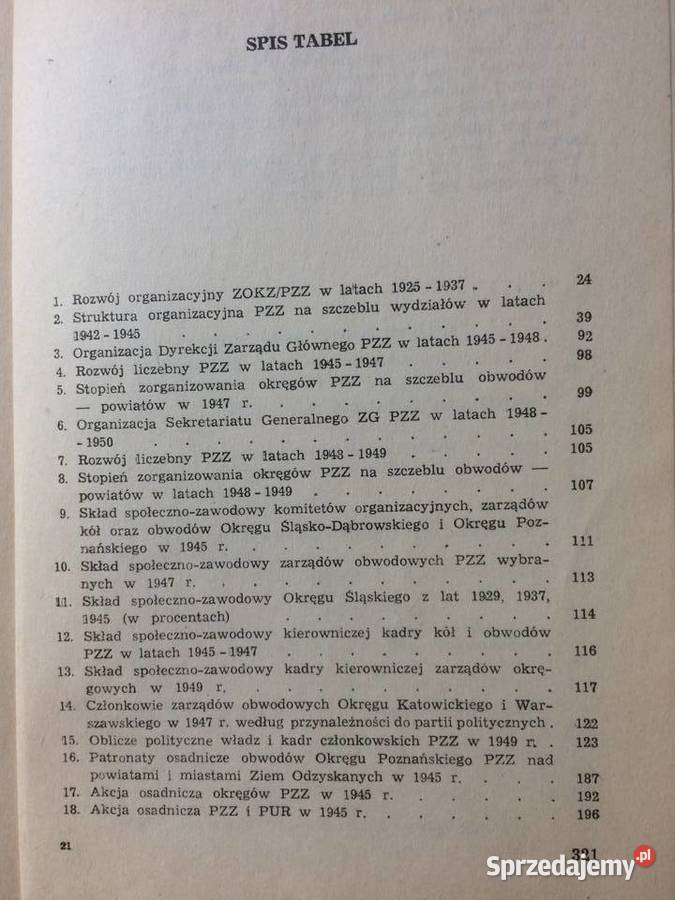 SPIS TABEL
1. Rozwój organizacyjny ZOKZ/PZZ w latach 1925 - 1937 . . . 24
2. Struktura organizacyjna PZZ na szczeblu wydziałów w latach
1942 - 1945 . . . . . . . . . . . . 39
3. Organizacja Dyrekcji Zarządu Głównego PZZ w latach 1945 - 1948 . 92
4. Rozwój liczebny PZZ w latach 1945 - 1947 . . . . . 98
5. Stopień zorganizowania okręgów PZZ na szczeblu obwodów
— powiatów w 1947 r. . . . . . . . . . 99
6. Organizacja Sekretariatu Generalnego ZG PZZ w latach 1948 -
- 1950 . . . . . . . . . . . . . 105
7. Rozwój liczebny PZZ w latach 1948 - 1949 . . . . . 105
8. Stopień zorganizowania okręgów PZZ na szczeblu obwodów —
powiatów w latach 1948 - 1949 . . . . . . . . 107
9. Skład społeczno-zawodowy komitetów organizacyjnych, zarządów
kół oraz obwodów Okręgu Śląsko-Dąbrowskiego i Okręgu Poz-
nańskiego w 1945 r. . . . . . . . . . . 111
10. Skład społeczno-zawodowy zarządów obwodowych PZZ wybra-
nych w 1947 r. . . . . . . . . . . . 113
11. Skład społeczno-zawodowy Okręgu Śląskiego z lat 1929, 1937,
1945 (w procentach) . . . . . . . . . 114
12. Skład społeczno-zawodowy kierowniczej kadry kół i obwodów
PZZ w latach 1945 - 1947 . . . . . . . . . 116
13. Skład społeczno-zawodowy kadry kierowniczej zarządów okrę-
gowych w 1949 r. . . . . . . . . . . 117
14. Członkowie zarządów obwodowych Okręgu Katowickiego i War-
szawskiego w 1947 r. według przynależności do partii politycznych . 122
15. Oblicze polityczne władz i kadr członkowskich PZZ w 1949 r. . 123
16. Patronaty osadnicze obwodów Okręgu Poznańskiego PZZ nad
powiatami i miastami Ziem Odzyskanych w 1945 r. . . . 187
17. Akcja osadnicza okręgów PZZ w 1945 r. . . . . . 192
18. Akcja osadnicza PZZ i PUR w 1945 r. . . . . . . 196
21
321
Sprzedajemy.pl